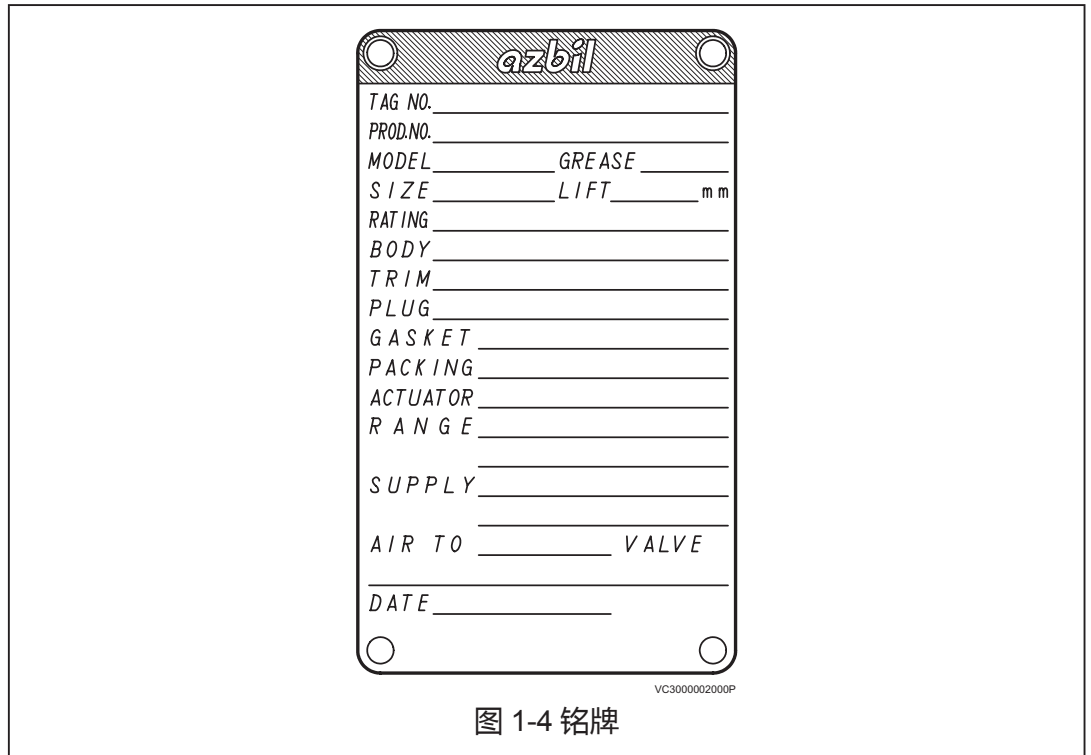 azbil
TAG NO.
PROD.NO.
MODEL GREASE
SIZE LIFT mm
RATING
BODY
TRIM
PLUG
GASKET
PACKING
ACTUATOR
RANGE
SUPPLY
AIR TO VALVE
DATE
VC3000002000P
图 1-4 铭牌